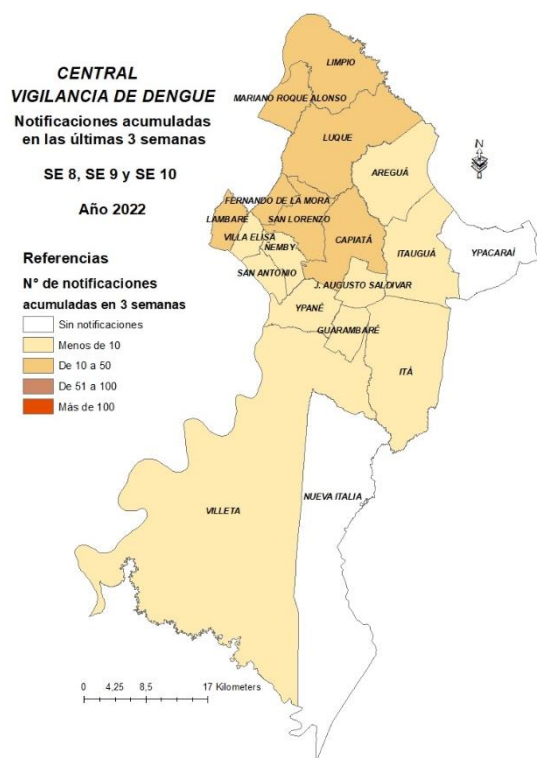 CENTRAL
VIGILANCIA DE DENGUE
Notificaciones acumuladas
en las últimas 3 semanas
SE 8, SE 9 y SE 10
Año 2022
Referencias
N° de notificaciones
acumuladas en 3 semanas
Sin notificaciones
Menos de 10
De 10 a 50
De 51 a 100
Más de 100
LIMPIO
MARIANO ROQUE ALONSO
LUQUE
N
AREGUÁ
FERNANDO DE LA MORA
LAMBARÉ
SAN LORENZO
VILLA ELISA
CAPIATÁ
ITAUGUÁ
YPACARAÍ
ÑEMBY
SAN ANTONIO
J. AUGUSTO SALDIVAR
YPANÉ
GUARAMBARÉ
ITÁ
NUEVA ITALIA
VILLETA
0 4,25 8,5 17 Kilometers